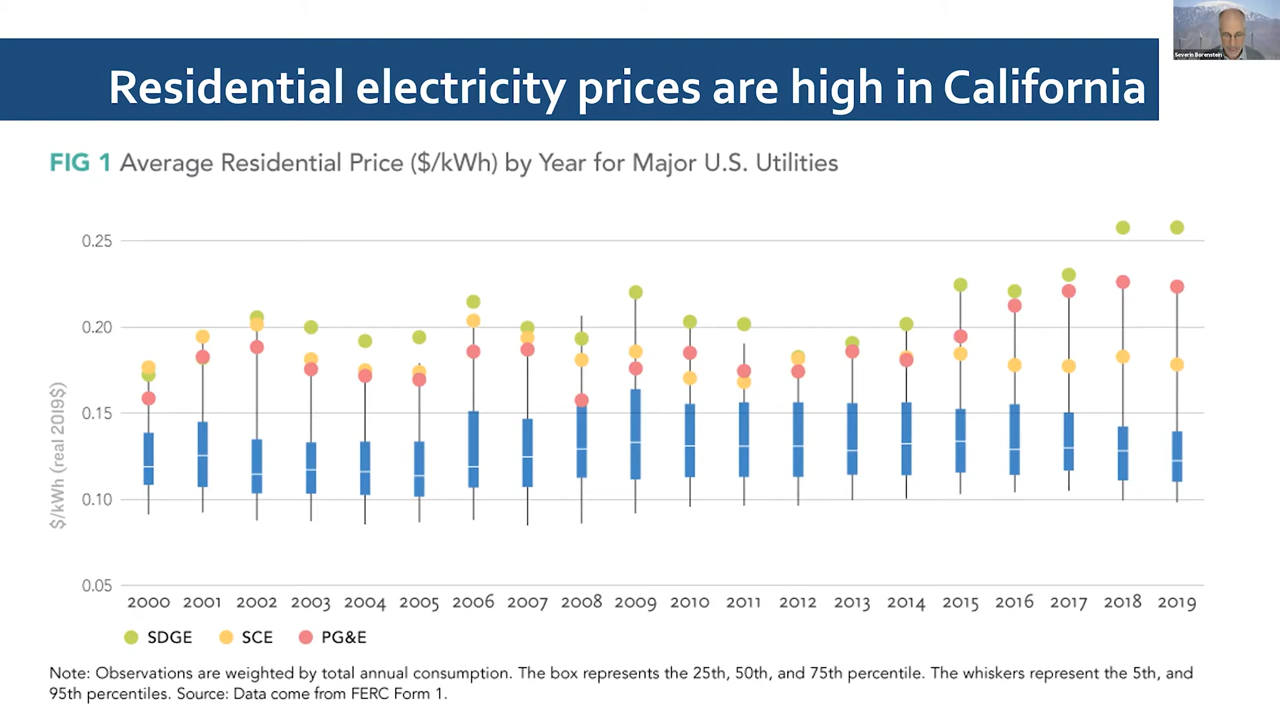 Severin Borenstein
Residential electricity prices are high in California
FIG 1 Average Residential Price ($/kWh) by Year for Major U.S. Utilities
$/kWh (real 2019$)
0.25
0.20
0.15
0.10
0.05
2000 2001 2002 2003 2004 2005 2006 2007 2008 2009 2010 2011 2012 2013 2014 2015 2016 2017 2018 2019
SDGE SCE PG&E
Note: Observations are weighted by total annual consumption. The box represents the 25th, 50th, and 75th percentile. The whiskers represent the 5th, and
95th percentiles. Source: Data come from FERC Form 1.